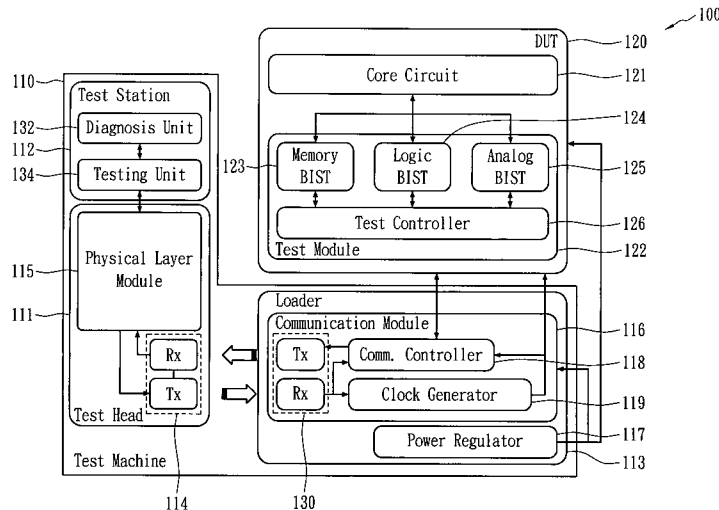 100
DUT
120
Core Circuit
121
110
Test Station
132
Diagnosis Unit
112
134
Testing Unit
124
123
Memory
BIST
Logic
BIST
Analog
BIST
125
Test Controller
126
Test Module
122
115
Physical Layer
Module
111
Rx
Tx
Test Head
Test Machine
114
Loader
Communication Module
116
Tx
Comm. Controller
118
Rx
Clock Generator
119
Power Regulator
117
113
130